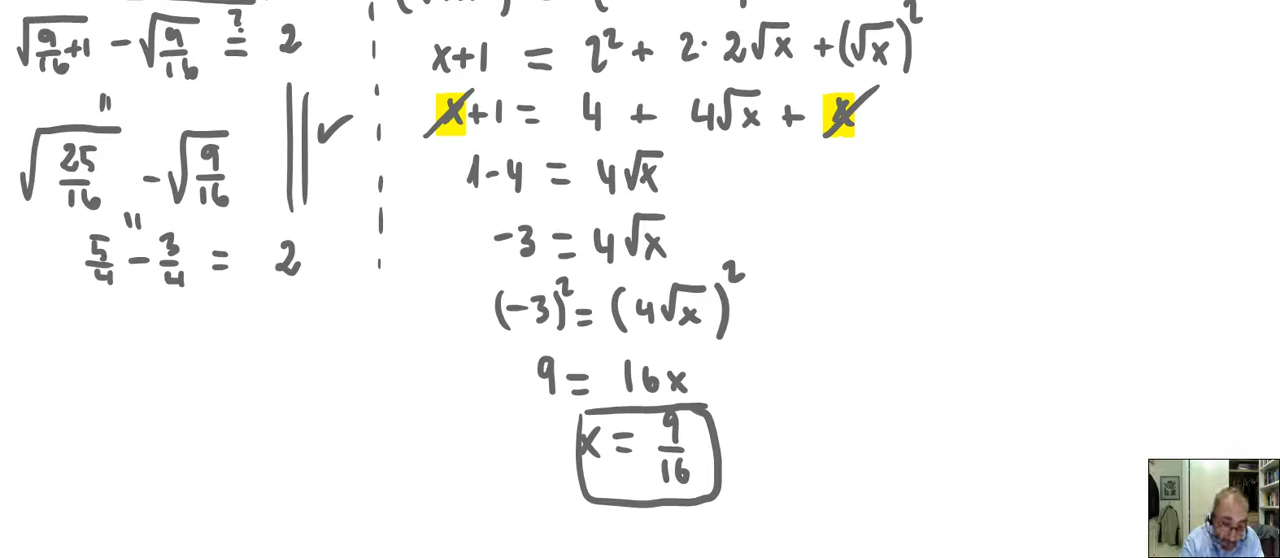 √(9/16+1) − √(9/16) ≟ 2
"
√(25/16) − √(9/16) ✓
"
5/4 − 3/4 = 2
x+1 = 2² + 2·2√x + (√x)²
x+1 = 4 + 4√x + x
1−4 = 4√x
−3 = 4√x
(−3)² = (4√x)²
9 = 16x
x = 9/16